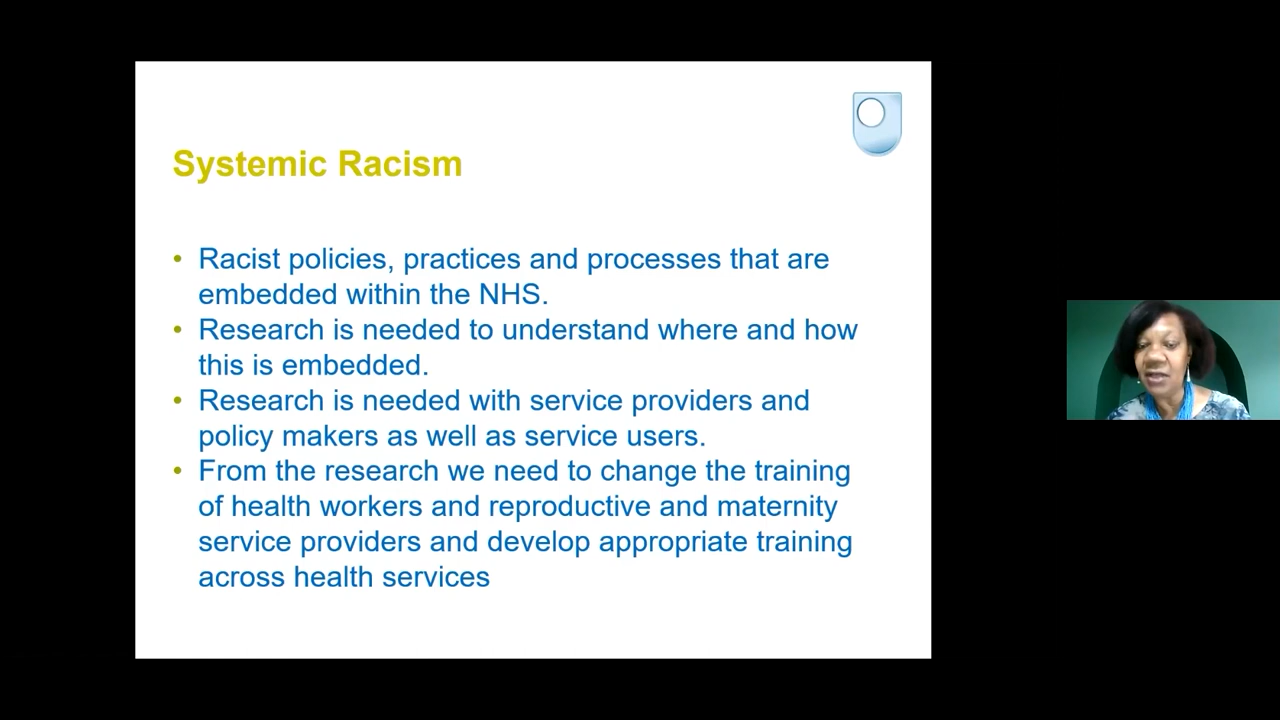 Systemic Racism
• Racist policies, practices and processes that are
embedded within the NHS.
• Research is needed to understand where and how
this is embedded.
• Research is needed with service providers and
policy makers as well as service users.
• From the research we need to change the training
of health workers and reproductive and maternity
service providers and develop appropriate training
across health services